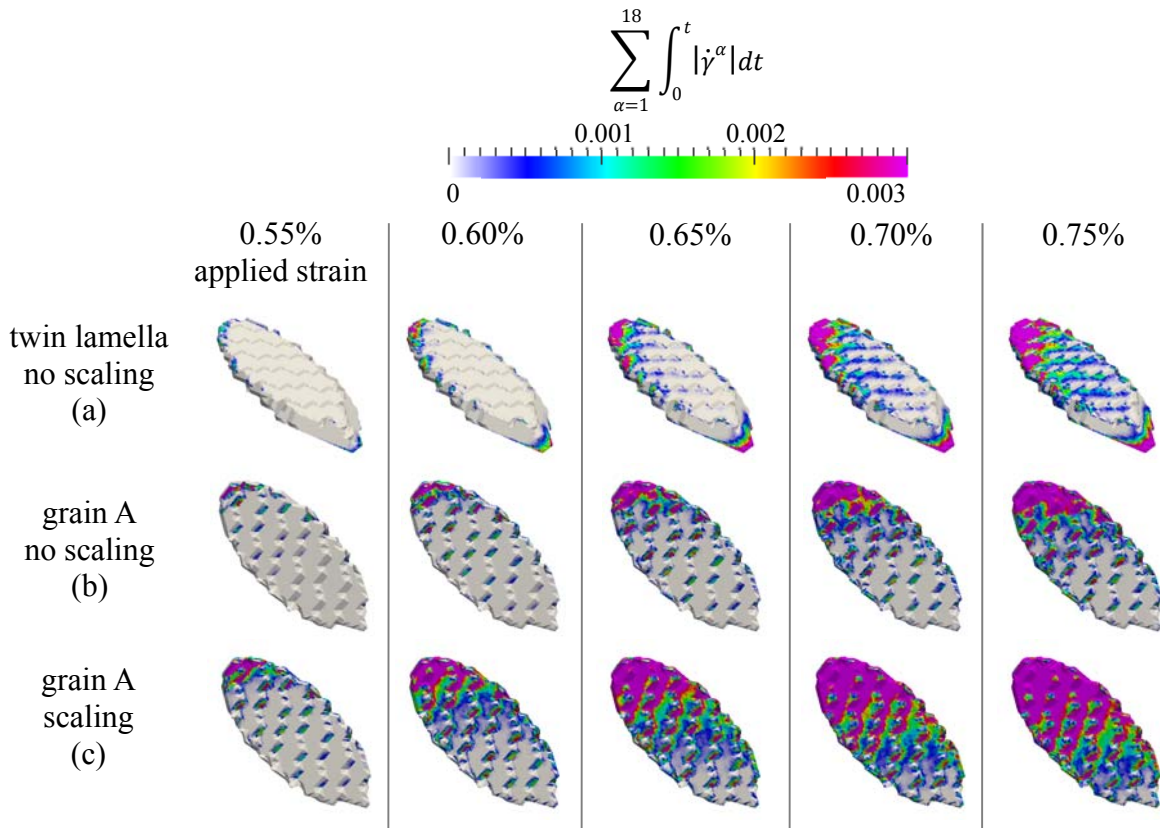 18
∑ ∫ₜ⁰ |γ̇^α| dt
α=1
0.001 0.002
0 0.003
0.55% 0.60% 0.65% 0.70% 0.75%
applied strain
twin lamella
no scaling
(a)
grain A
no scaling
(b)
grain A
scaling
(c)